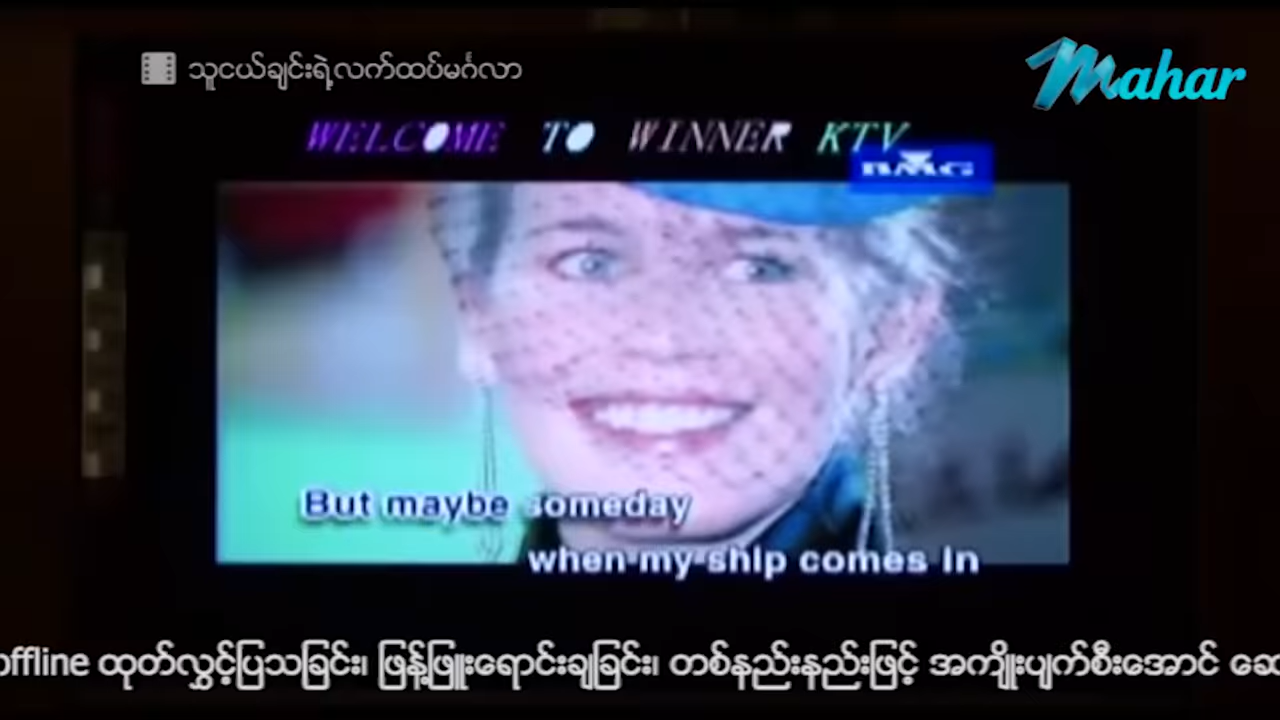 သူငယ်ချင်းရဲ့လက်ထပ်မင်္ဂလာ
Mahar
WELCOME TO WINNER KTV
BMG
But maybe someday
when my ship comes in
offline ထုတ်လွှင့်ပြသခြင်း၊ ဖြန့်ဖြူးရောင်းချခြင်း၊ တစ်နည်းနည်းဖြင့် အကျိုးပျက်စီးအောင် ဆော